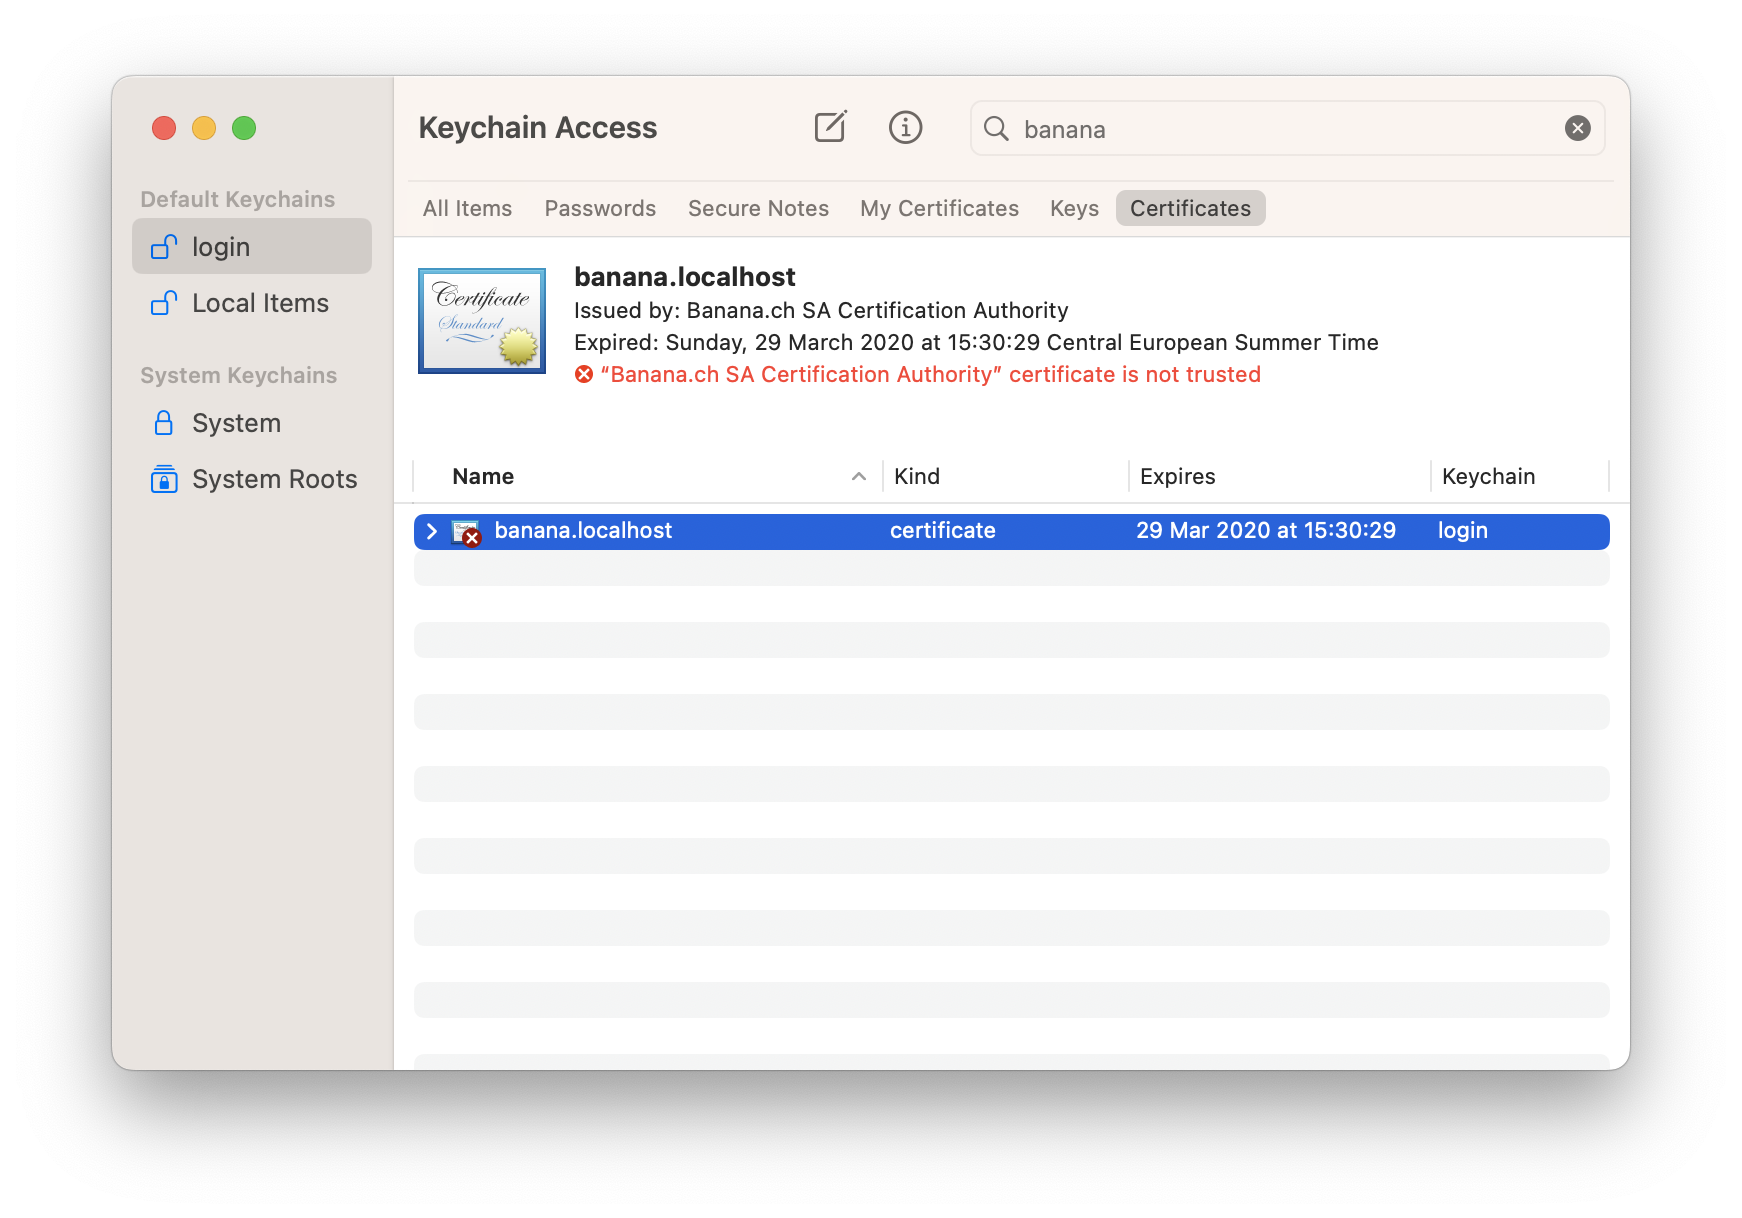 Keychain Access
banana
Default Keychains
login
Local Items
System Keychains
System
System Roots
All Items Passwords Secure Notes My Certificates Keys Certificates
Certificate
Standard
banana.localhost
Issued by: Banana.ch SA Certification Authority
Expired: Sunday, 29 March 2020 at 15:30:29 Central European Summer Time
“Banana.ch SA Certification Authority” certificate is not trusted
Name Kind Expires Keychain
banana.localhost certificate 29 Mar 2020 at 15:30:29 login